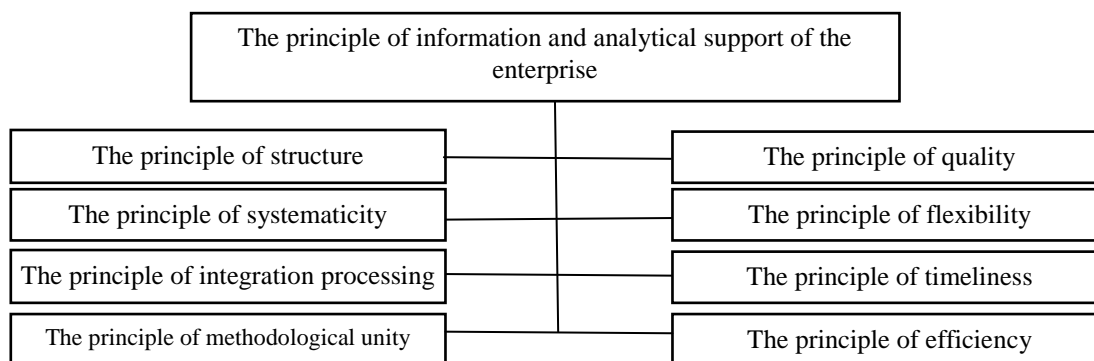 The principle of information and analytical support of the
enterprise
The principle of structure
The principle of quality
The principle of systematicity
The principle of flexibility
The principle of integration processing
The principle of timeliness
The principle of methodological unity
The principle of efficiency